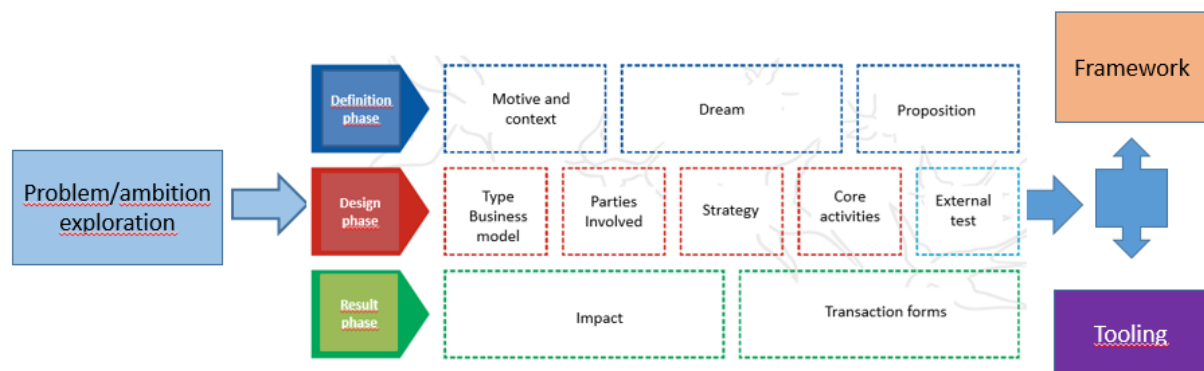 Problem/ambition
exploration
Definition
phase
Motive and
context
Dream
Proposition
Design
phase
Type
Business
model
Parties
Involved
Strategy
Core
activities
External
test
Result
phase
Impact
Transaction forms
Framework
Tooling